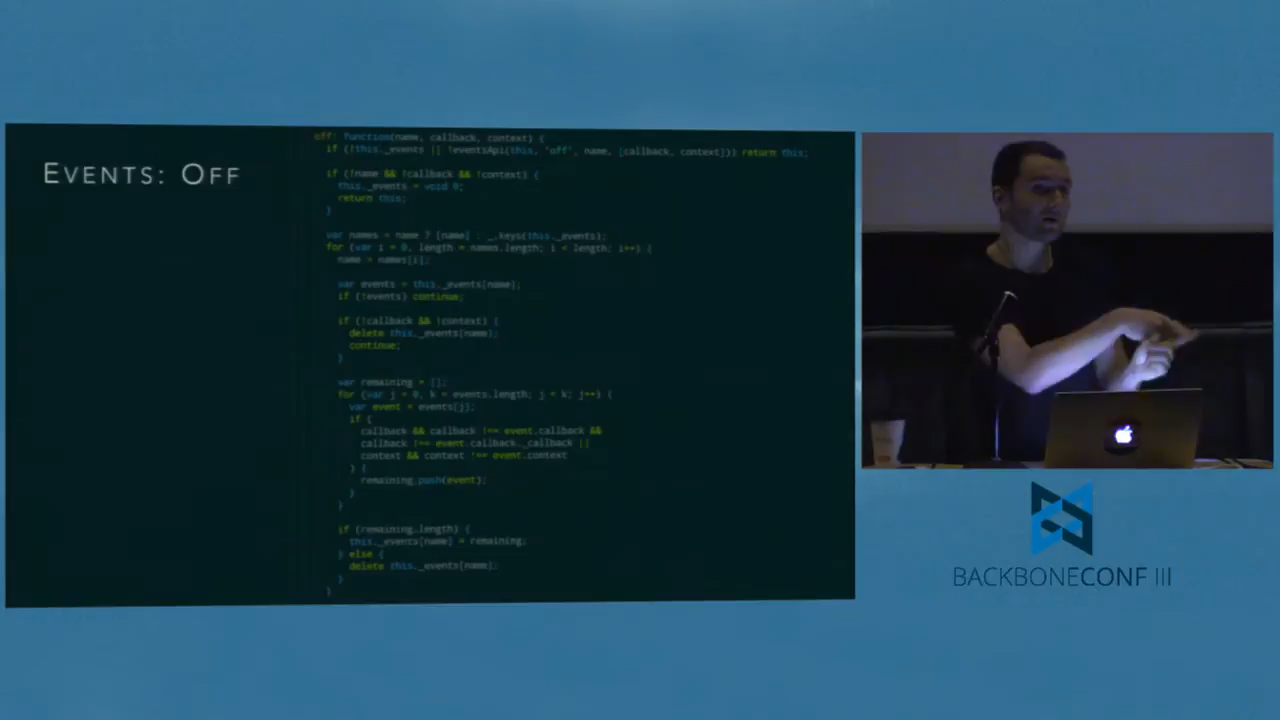 EVENTS: OFF
off: function(name, callback, context) {
if (!this._events || !eventsApi(this, 'off', name, [callback, context])) return this;
if (!name && !callback && !context) {
this._events = void 0;
return this;
}
var names = name ? [name] : _.keys(this._events);
for (var i = 0, length = names.length; i < length; i++) {
name = names[i];
var events = this._events[name];
if (!events) continue;
if (!callback && !context) {
delete this._events[name];
continue;
}
var remaining = [];
for (var j = 0, k = events.length; j < k; j++) {
var event = events[j];
if (
callback && callback !== event.callback &&
callback !== event.callback._callback ||
context && context !== event.context
) {
remaining.push(event);
}
}
if (remaining.length) {
this._events[name] = remaining;
} else {
delete this._events[name];
}
}
BACKBONECONF III